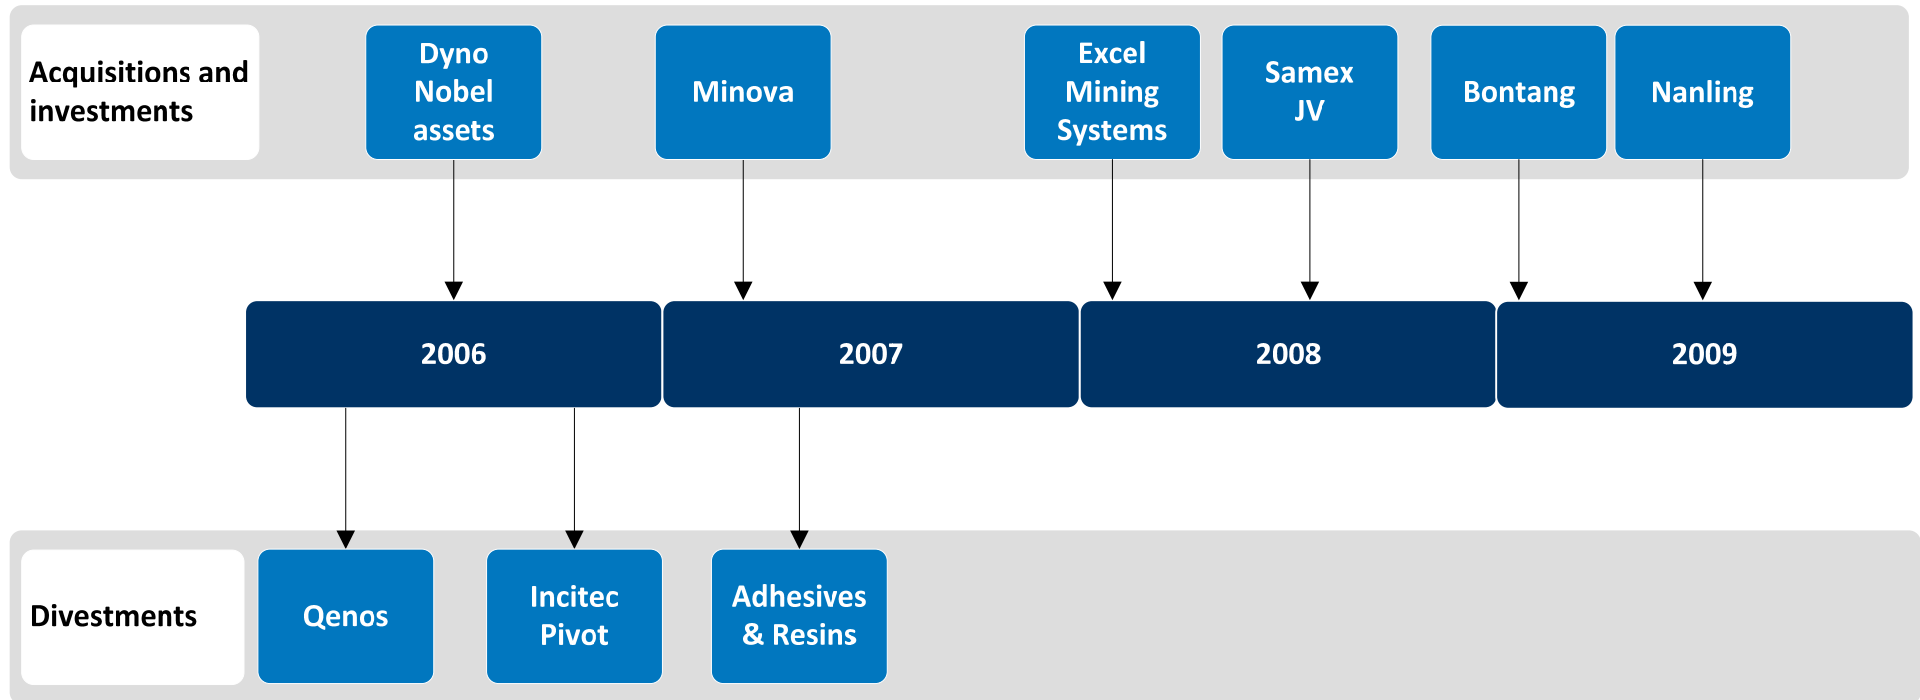 Acquisitions and
investments
Dyno
Nobel
assets
Minova
Excel
Mining
Systems
Samex
JV
Bontang
Nanling
2006
2007
2008
2009
Divestments
Qenos
Incitec
Pivot
Adhesives
& Resins